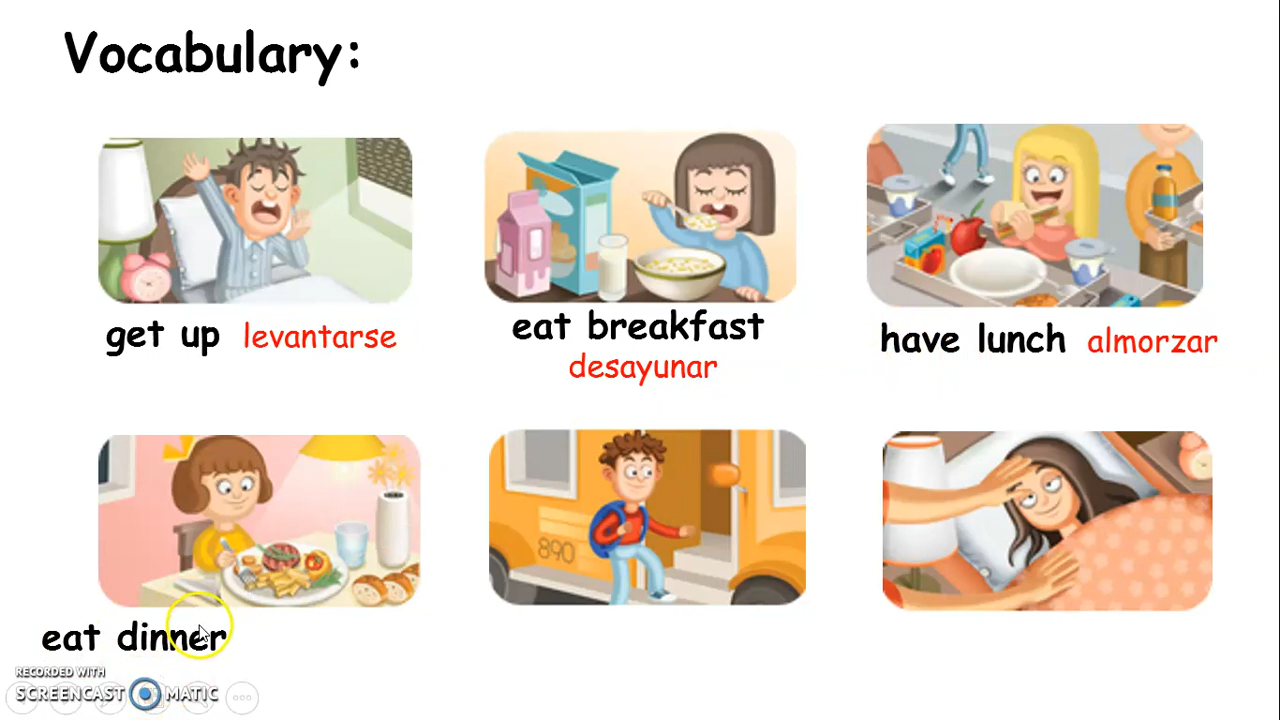 Vocabulary:
get up levantarse
eat breakfast
desayunar
have lunch almorzar
890
eat dinner
RECORDED WITH
SCREENCAST MATIC